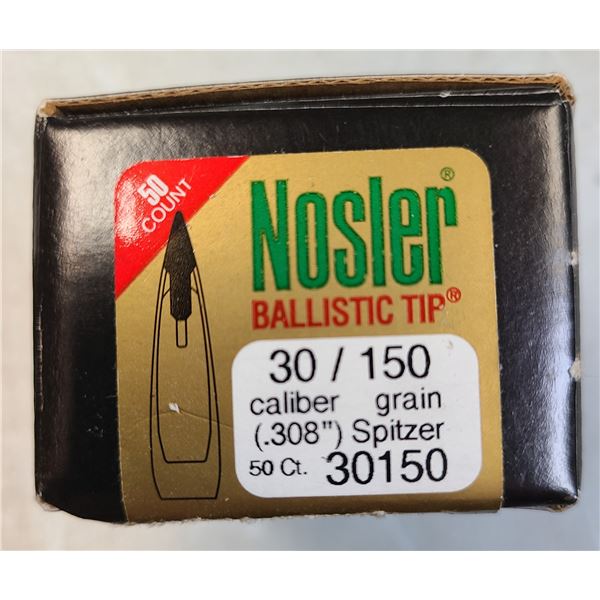 50
COUNT
Nosler®
BALLISTIC TIP®
30 / 150
caliber grain
(.308") Spitzer
50 Ct. 30150